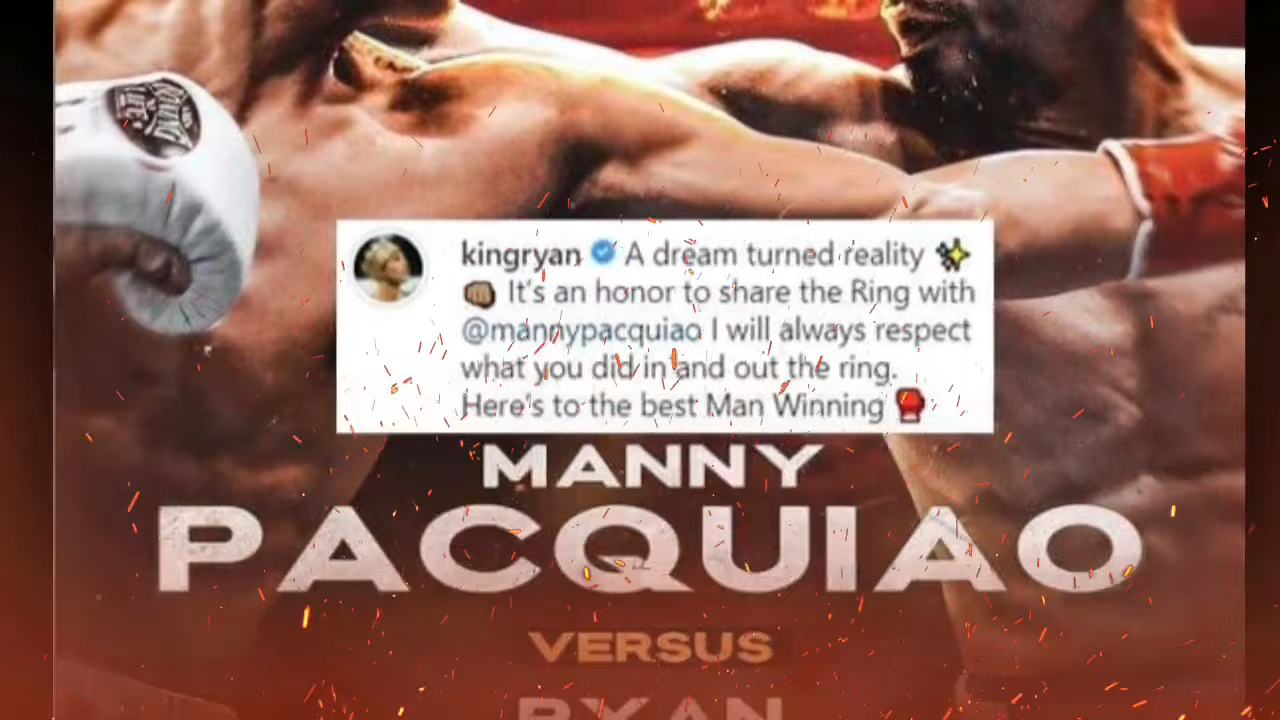 kingryan A dream turned reality ✨
👊🏽 It's an honor to share the Ring with
@mannypacquiao I will always respect
what you did in and out the ring.
Here's to the best Man Winning 🥊
MANNY
PACQUIAO
VERSUS
RYAN